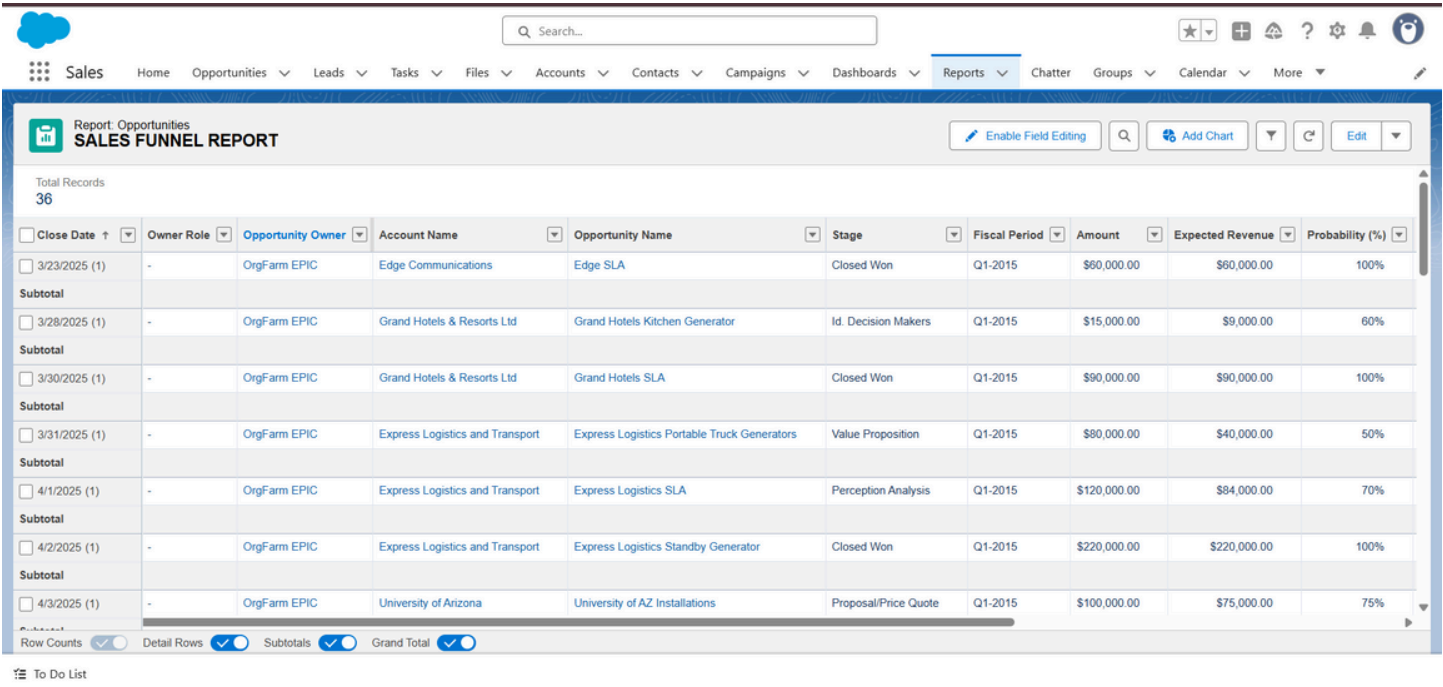 Search...
Sales Home Opportunities Leads Tasks Files Accounts Contacts Campaigns Dashboards Reports Chatter Groups Calendar More
Report: Opportunities
SALES FUNNEL REPORT
Enable Field Editing Add Chart Edit
Total Records
36
Close Date ↑ Owner Role Opportunity Owner Account Name Opportunity Name Stage Fiscal Period Amount Expected Revenue Probability (%)
3/23/2025 (1) - OrgFarm EPIC Edge Communications Edge SLA Closed Won Q1-2015 $60,000.00 $60,000.00 100%
Subtotal
3/28/2025 (1) - OrgFarm EPIC Grand Hotels & Resorts Ltd Grand Hotels Kitchen Generator Id. Decision Makers Q1-2015 $15,000.00 $9,000.00 60%
Subtotal
3/30/2025 (1) - OrgFarm EPIC Grand Hotels & Resorts Ltd Grand Hotels SLA Closed Won Q1-2015 $90,000.00 $90,000.00 100%
Subtotal
3/31/2025 (1) - OrgFarm EPIC Express Logistics and Transport Express Logistics Portable Truck Generators Value Proposition Q1-2015 $80,000.00 $40,000.00 50%
Subtotal
4/1/2025 (1) - OrgFarm EPIC Express Logistics and Transport Express Logistics SLA Perception Analysis Q1-2015 $120,000.00 $84,000.00 70%
Subtotal
4/2/2025 (1) - OrgFarm EPIC Express Logistics and Transport Express Logistics Standby Generator Closed Won Q1-2015 $220,000.00 $220,000.00 100%
Subtotal
4/3/2025 (1) - OrgFarm EPIC University of Arizona University of AZ Installations Proposal/Price Quote Q1-2015 $100,000.00 $75,000.00 75%
Row Counts Detail Rows Subtotals Grand Total
To Do List